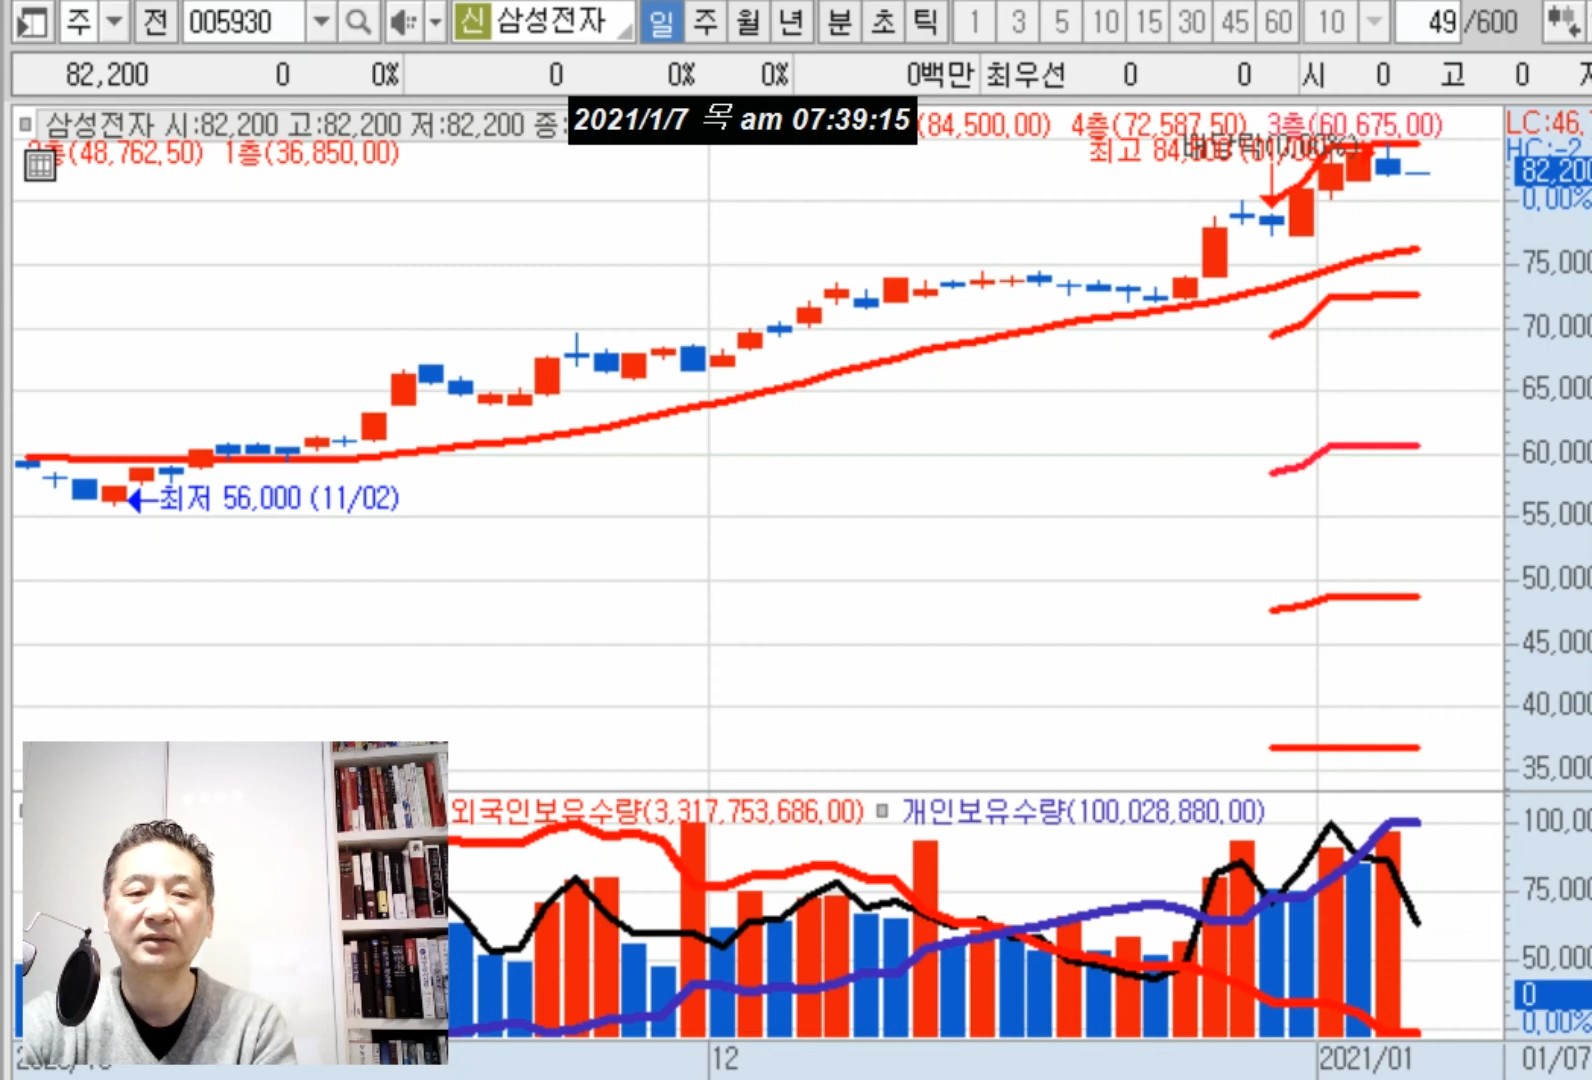 주 전 005930 신 삼성전자 일 주 월 년 분 초 틱 1 3 5 10 15 30 45 60 10 49 /600
82,200 0 0% 0 0% 0% 0백만 최우선 0 0 시 0 고 0
삼성전자 시:82,200 고:82,200 저:82,200 종: 2021/1/7 목 am 07:39:15 (84,500,00) 4층(72,587,50) 3층(60,675,00) LC:46,
(48,762,50) 1층(36,850,00) 최고 HC:-2
82,200
0,00%
75,000
70,000
65,000
60,000
최저 56,000 (11/02)
55,000
50,000
45,000
40,000
35,000
외국인보유수량(3,317,753,686,00) 개인보유수량(100,028,880,00) 100,00
75,000
50,000
0
0,00%
12 2021/01 01/07